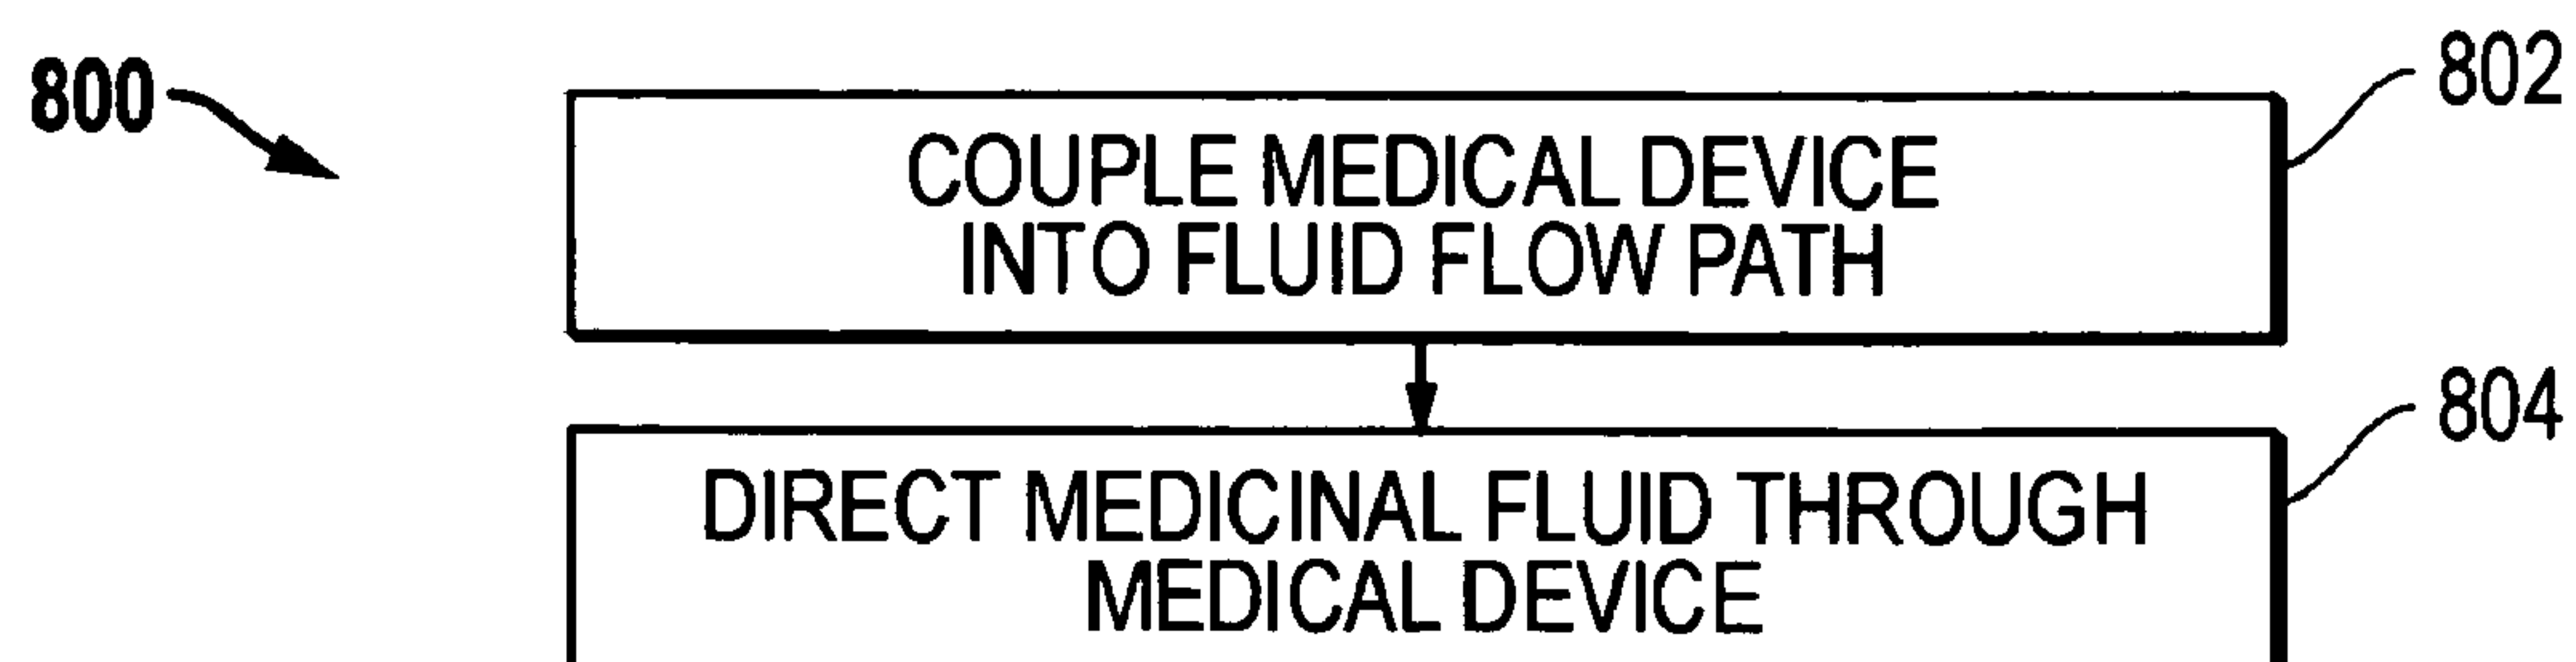 800
802
COUPLE MEDICAL DEVICE
INTO FLUID FLOW PATH
804
DIRECT MEDICINAL FLUID THROUGH
MEDICAL DEVICE